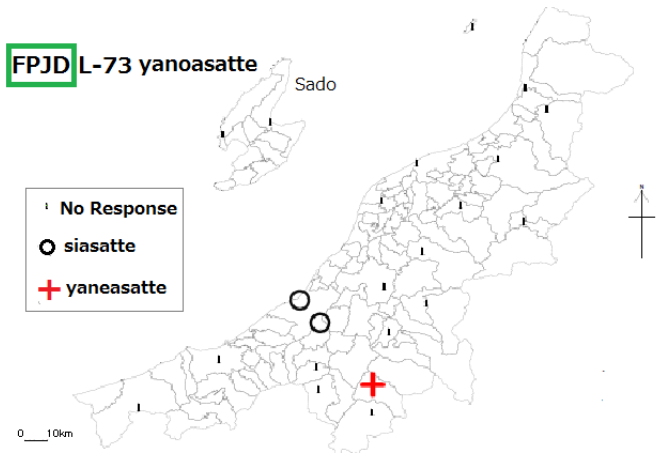 FPJD L-73 yanoasatte
Sado
N
No Response
siasatte
yaneasatte
0 10km